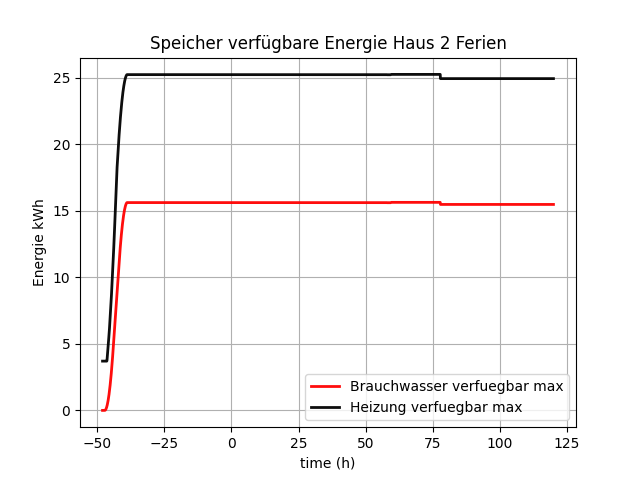 Speicher verfügbare Energie Haus 2 Ferien
Energie kWh
25
20
15
10
5
0
−50
−25
0
25
50
75
100
125
time (h)
Brauchwasser verfuegbar max
Heizung verfuegbar max